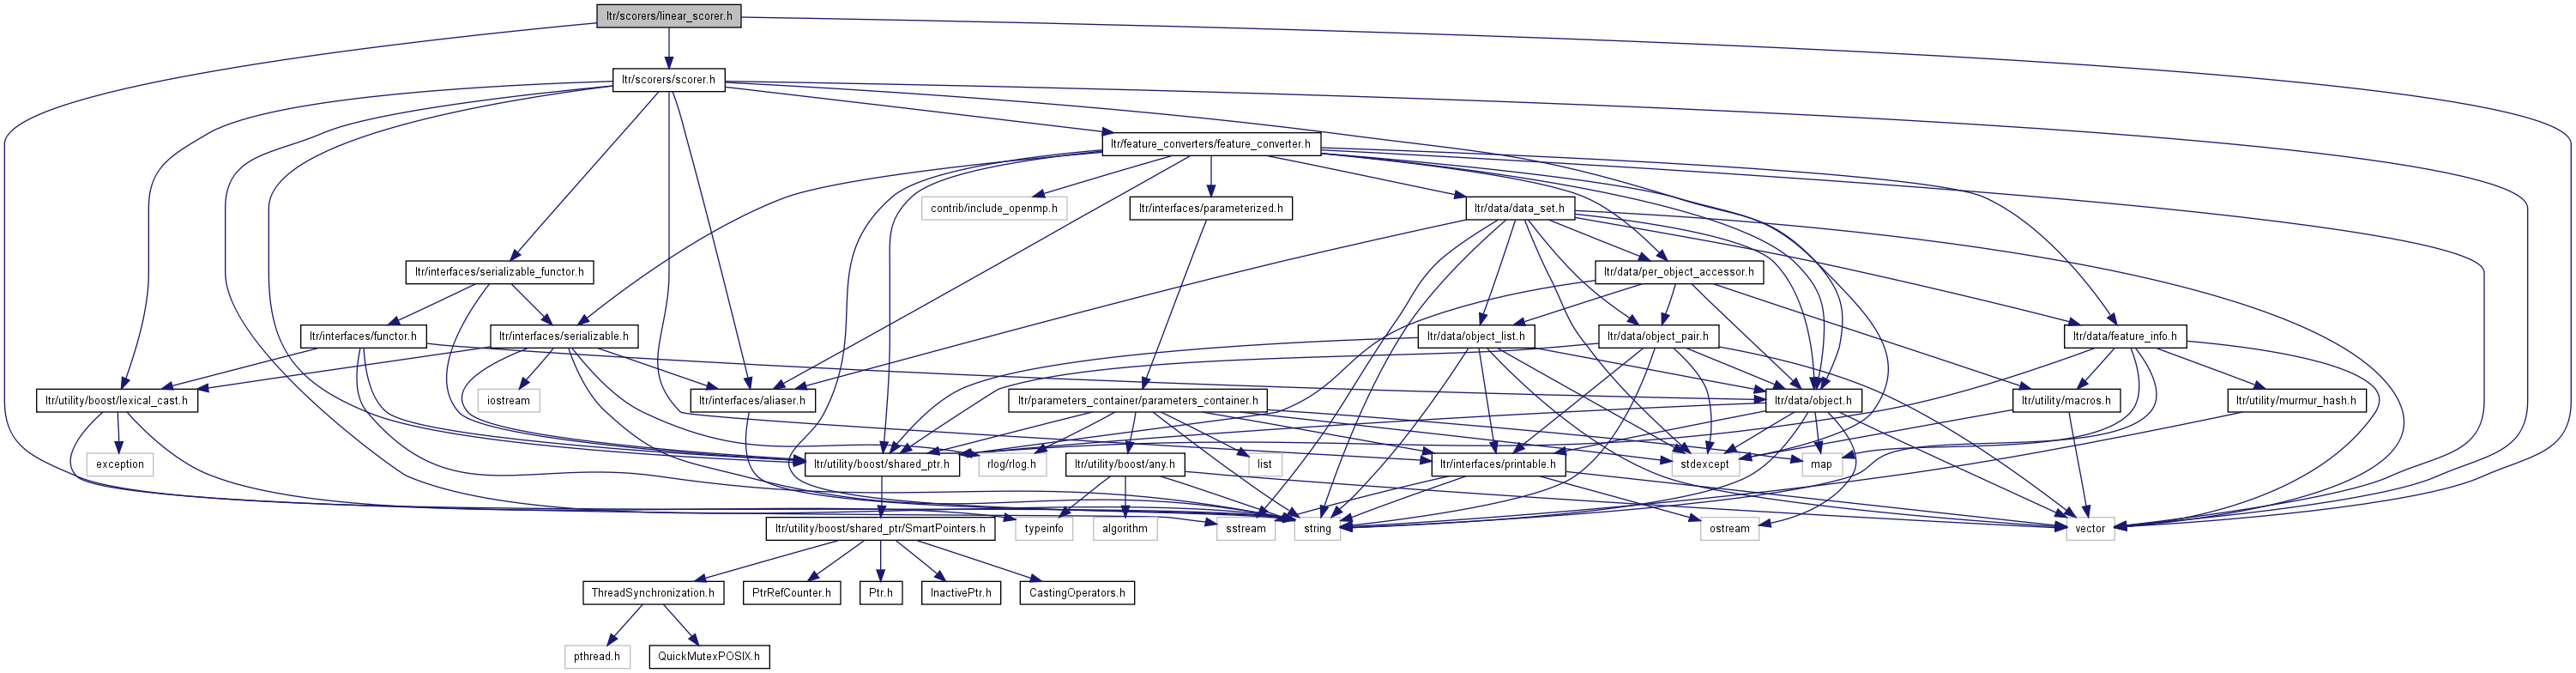 ltr/scorers/linear_scorer.h
ltr/scorers/scorer.h
ltr/feature_converters/feature_converter.h
contrib/include_openmp.h
ltr/interfaces/parameterized.h
ltr/data/data_set.h
ltr/interfaces/serializable_functor.h
ltr/data/per_object_accessor.h
ltr/interfaces/functor.h
ltr/interfaces/serializable.h
ltr/data/object_list.h
ltr/data/object_pair.h
ltr/data/feature_info.h
ltr/utility/boost/lexical_cast.h
iostream
ltr/interfaces/aliaser.h
ltr/parameters_container/parameters_container.h
ltr/data/object.h
ltr/utility/macros.h
ltr/utility/murmur_hash.h
exception
ltr/utility/boost/shared_ptr.h
rlog/rlog.h
ltr/utility/boost/any.h
list
ltr/interfaces/printable.h
stdexcept
map
ltr/utility/boost/shared_ptr/SmartPointers.h
typeinfo
algorithm
sstream
string
ostream
vector
ThreadSynchronization.h
PtrRefCounter.h
Ptr.h
InactivePtr.h
CastingOperators.h
pthread.h
QuickMutexPOSIX.h